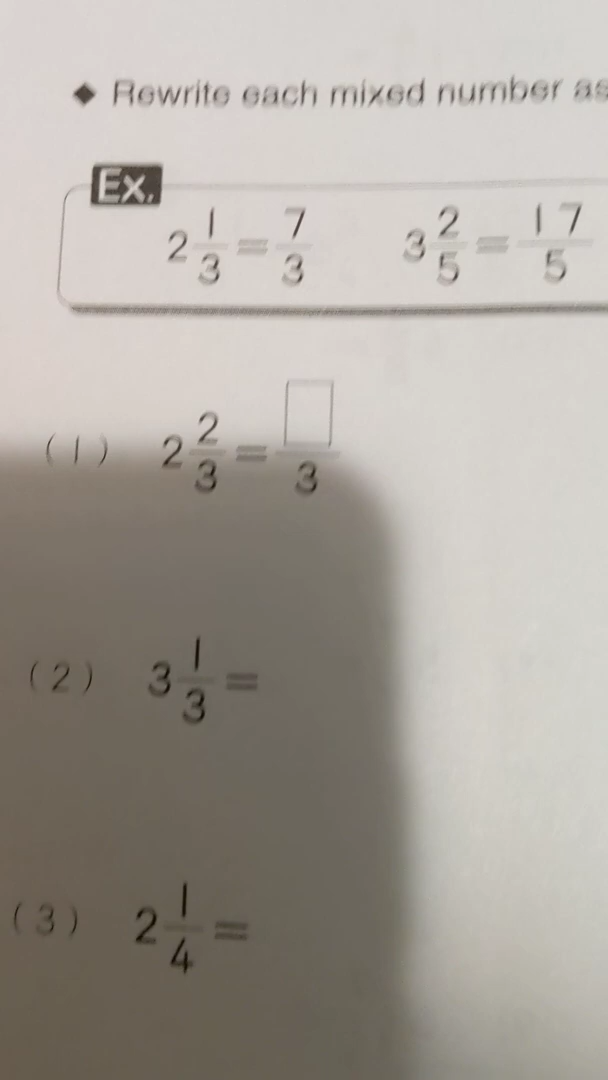 ◆ Rewrite each mixed number as
Ex.
2 1/3 = 7/3  3 2/5 = 17/5
(1) 2 2/3 = □/3
(2) 3 1/3 =
(3) 2 1/4 =